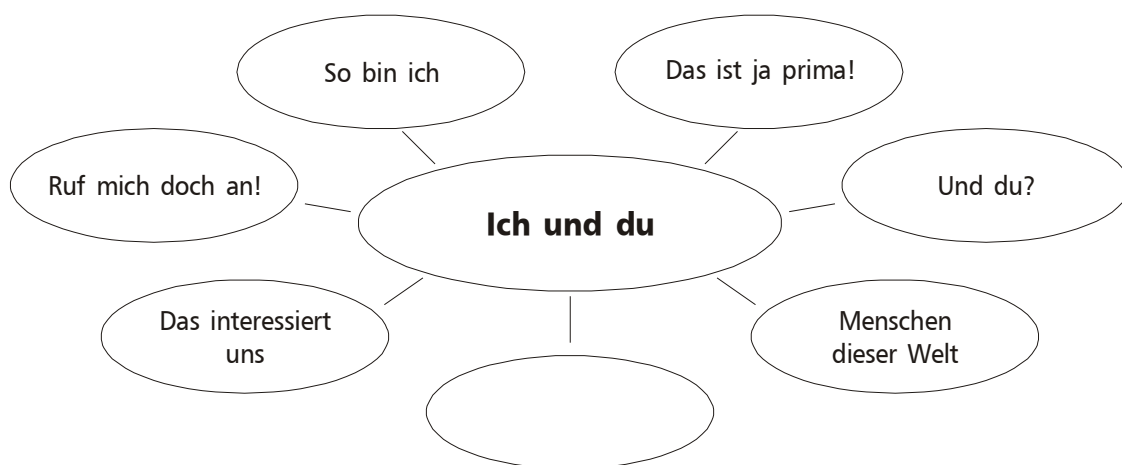 So bin ich
Das ist ja prima!
Ruf mich doch an!
Ich und du
Und du?
Das interessiert
uns
Menschen
dieser Welt